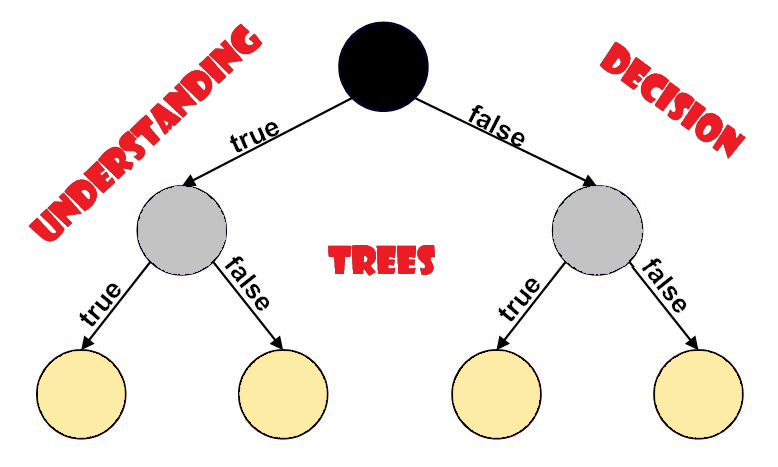 UNDERSTANDING
DECISION
TREES
true
false
true
false
true
false